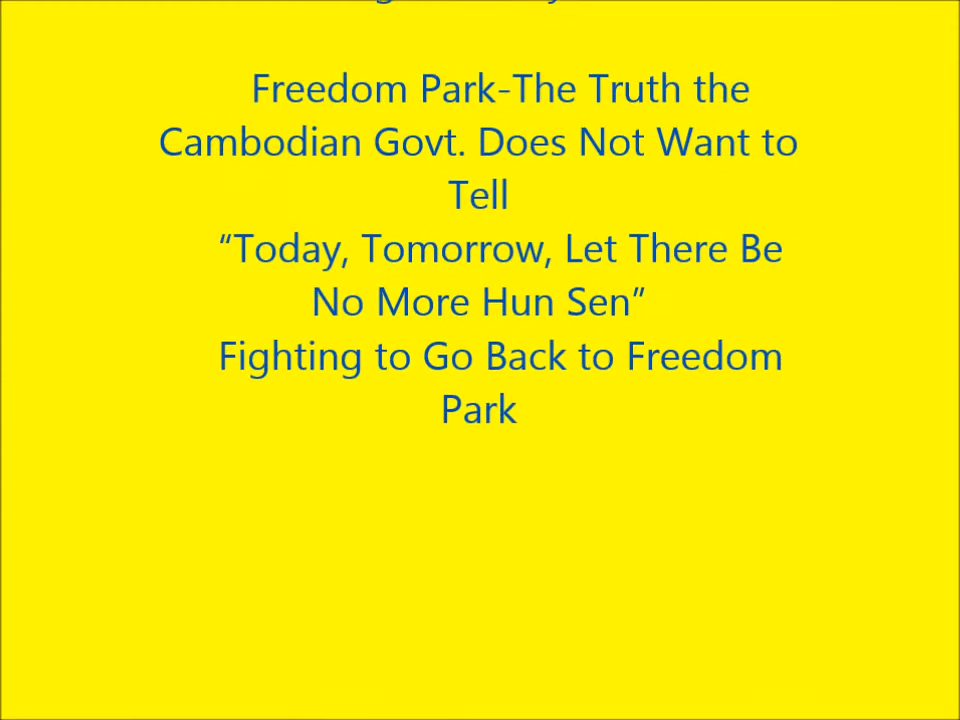 Freedom Park-The Truth the
Cambodian Govt. Does Not Want to
Tell
“Today, Tomorrow, Let There Be
No More Hun Sen”
Fighting to Go Back to Freedom
Park